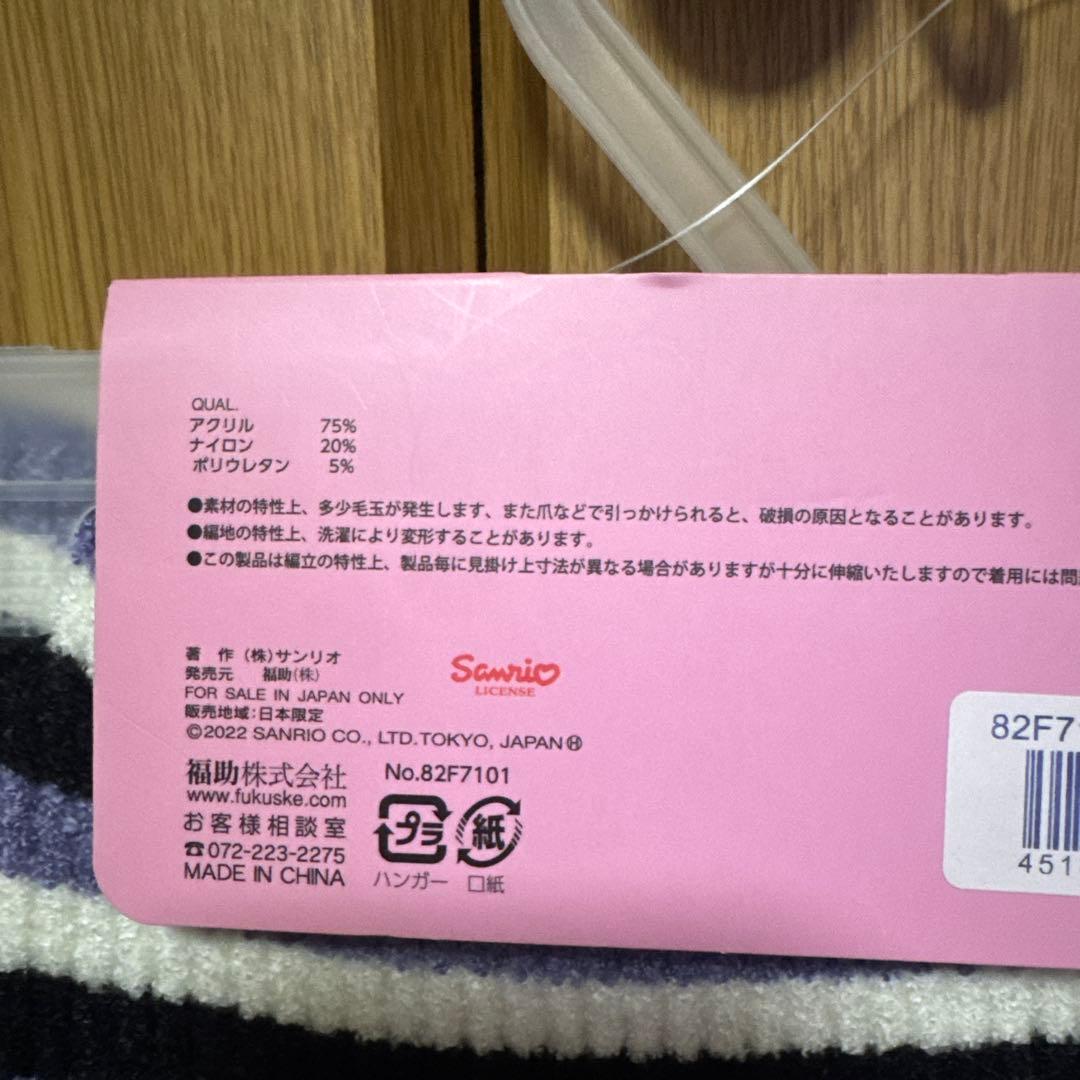 QUAL.
アクリル 75%
ナイロン 20%
ポリウレタン 5%
●素材の特性上、多少毛玉が発生します、また爪などで引っかけられると、破損の原因となることがあります。
●編地の特性上、洗濯により変形することがあります。
●この製品は編立の特性上、製品毎に見掛け上寸法が異なる場合がありますが十分に伸縮いたしますので着用には問
著 作 (株)サンリオ
発売元 福助(株)
FOR SALE IN JAPAN ONLY
販売地域:日本限定
©2022 SANRIO CO., LTD.TOKYO, JAPAN Ⓗ
Sanrio
LICENSE
福助株式会社
www.fukuske.com
お客様相談室
☎072-223-2275
MADE IN CHINA
No.82F7101
プラ 紙
ハンガー 口紙
82F71
451